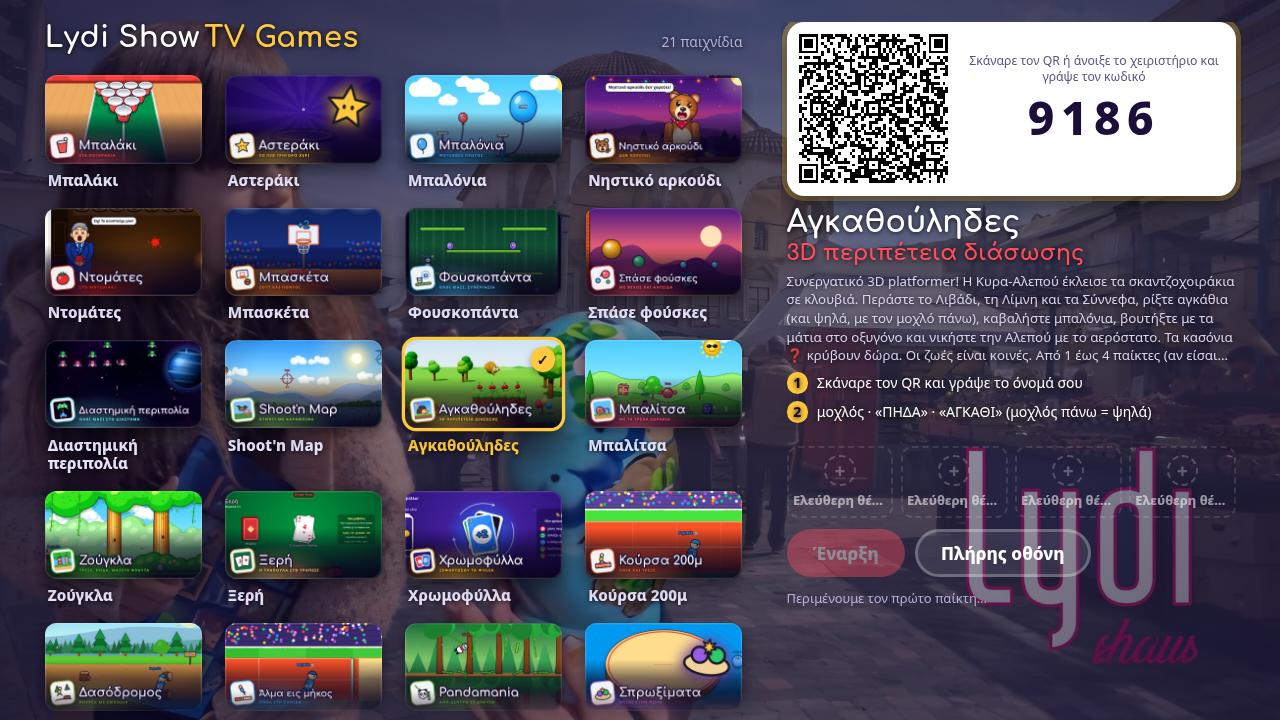 Lydi Show TV Games
21 παιχνίδια
Μπαλάκι
Αστεράκι
Μπαλόνια
Νηστικό αρκούδι
Μπαλάκι
Αστεράκι
Μπαλόνια
Νηστικό αρκούδι
Ντομάτες
Μπασκέτα
Φουσκοπάντα
Σπάσε φούσκες
Ντομάτες
Μπασκέτα
Φουσκοπάντα
Σπάσε φούσκες
Διαστημική περιπολία
Shoot'n Map
Αγκαθούληδες
Μπαλίτσα
Διαστημική
περιπολία
Shoot'n Map
Αγκαθούληδες
Μπαλίτσα
Ζούγκλα
Ξερή
Χρωμοφύλλα
Κούρσα 200μ
Ζούγκλα
Ξερή
Χρωμοφύλλα
Κούρσα 200μ
Δασόδρομος
Άλμα εις μήκος
Pandamania
Σπρωξίματα
Σκάναρε τον QR ή άνοιξε το χειριστήριο και
γράψε τον κωδικό
9186
Αγκαθούληδες
3D περιπέτεια διάσωσης
Συνεργατικό 3D platformer! Η Κυρα-Αλεπού έκλεισε τα σκαντζοχοιράκια
σε κλουβιά. Περάστε το Λιβάδι, τη Λίμνη και τα Σύννεφα, ρίξτε αγκάθια
(και ψηλά, με τον μοχλό πάνω), καβαλήστε μπαλόνια, βουτήξτε με τα
μάτια στο οξυγόνο και νικήστε την Αλεπού με το αερόστατο. Τα κασόνια
❓ κρύβουν δώρα. Οι ζωές είναι κοινές. Από 1 έως 4 παίκτες (αν είσαι...
1 Σκάναρε τον QR και γράψε το όνομά σου
2 μοχλός · «ΠΗΔΑ» · «ΑΓΚΑΘΙ» (μοχλός πάνω = ψηλά)
Ελεύθερη θέ...
Ελεύθερη θέ...
Ελεύθερη θέ...
Ελεύθερη θέ...
Έναρξη
Πλήρης οθόνη
Περιμένουμε τον πρώτο παίκτη...
Lydi
shows